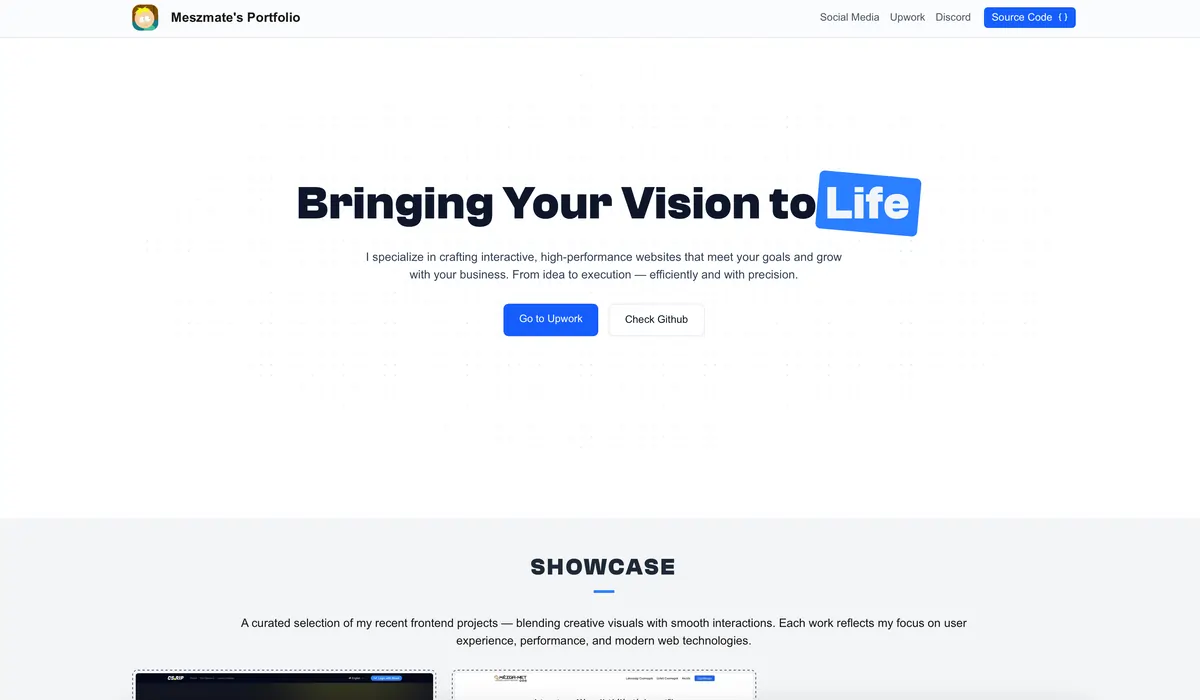 Meszmate's Portfolio
Social Media Upwork Discord Source Code { }
Bringing Your Vision to Life
I specialize in crafting interactive, high-performance websites that meet your goals and grow
with your business. From idea to execution — efficiently and with precision.
Go to Upwork Check Github
SHOWCASE
A curated selection of my recent frontend projects — blending creative visuals with smooth interactions. Each work reflects my focus on user
experience, performance, and modern web technologies.